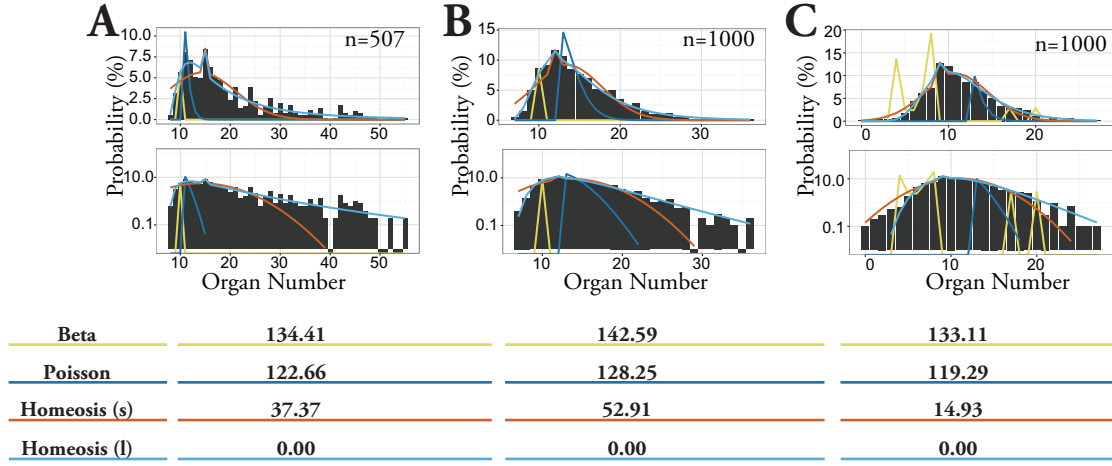 A
B
C
n=507
n=1000
n=1000
Probability (%)
Probability (%)
Probability (%)
10.0
7.5
5.0
2.5
0.0
10 20 30 40 50
15
10
5
0
10 20 30
20
15
10
5
0
0 10 20
10.0
0.1
10 20 30 40 50
10.0
0.1
10 20 30
10.0
0.1
0 10 20
Organ Number
Organ Number
Organ Number
Beta 134.41 142.59 133.11
Poisson 122.66 128.25 119.29
Homeosis (s) 37.37 52.91 14.93
Homeosis (l) 0.00 0.00 0.00